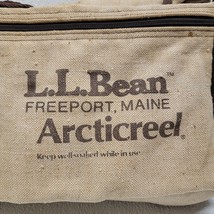 L.L.Bean™
FREEPORT, MAINE
Arcticreel®
Keep well soaked while in use